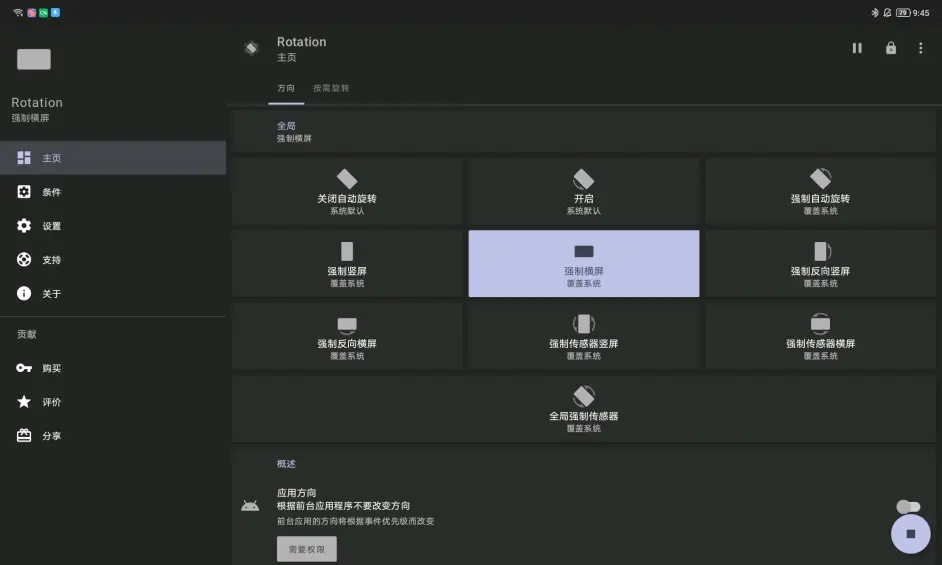 79 9:45
Rotation
主页
Rotation
强制横屏
方向 按需旋转
全局
强制横屏
主页
条件
设置
支持
关于
贡献
购买
评价
分享
关闭自动旋转
系统默认
开启
系统默认
强制自动旋转
覆盖系统
强制竖屏
覆盖系统
强制横屏
覆盖系统
强制反向竖屏
覆盖系统
强制反向横屏
覆盖系统
强制传感器竖屏
覆盖系统
强制传感器横屏
覆盖系统
全局强制传感器
覆盖系统
概述
应用方向
根据前台应用程序不要改变方向
前台应用的方向将根据事件优先级而改变
需要权限